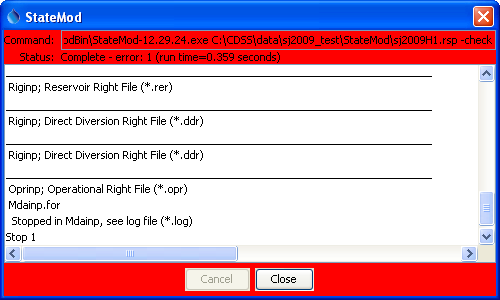 StateMod
Command: odBin\StateMod-12.29.24.exe C:\CDSS\data\sj2009_test\StateMod\sj2009H1.rsp -check
Status: Complete - error: 1 (run time=0.359 seconds)
Riginp; Reservoir Right File (*.rer)
Riginp; Direct Diversion Right File (*.ddr)
Riginp; Direct Diversion Right File (*.ddr)
Oprinp; Operational Right File (*.opr)
Mdainp.for
Stopped in Mdainp, see log file (*.log)
Stop 1
Cancel
Close